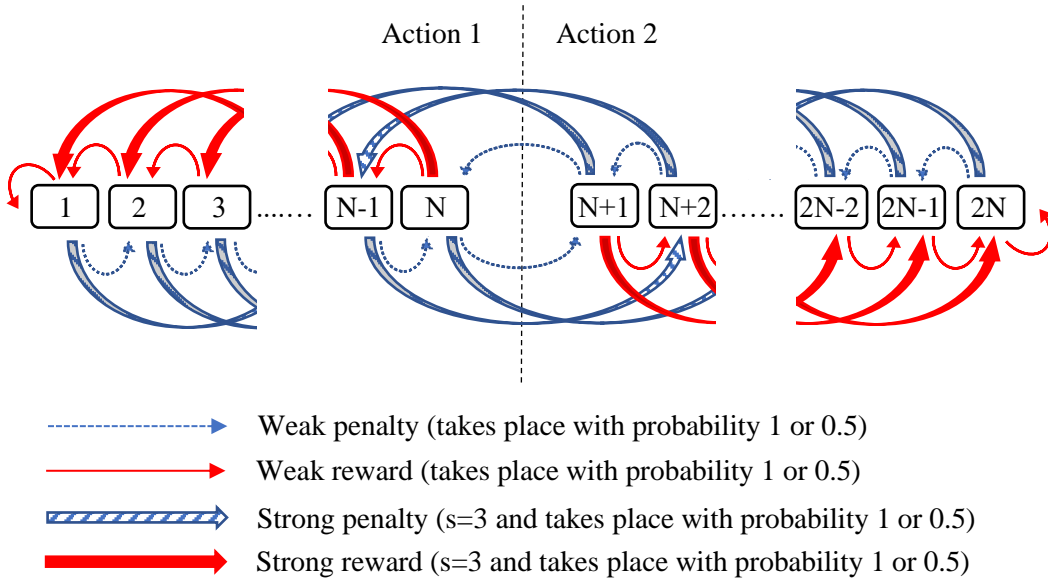 Action 1 Action 2
1 2 3 ....... N-1 N N+1 N+2 ........ 2N-2 2N-1 2N
Weak penalty (takes place with probability 1 or 0.5)
Weak reward (takes place with probability 1 or 0.5)
Strong penalty (s=3 and takes place with probability 1 or 0.5)
Strong reward (s=3 and takes place with probability 1 or 0.5)